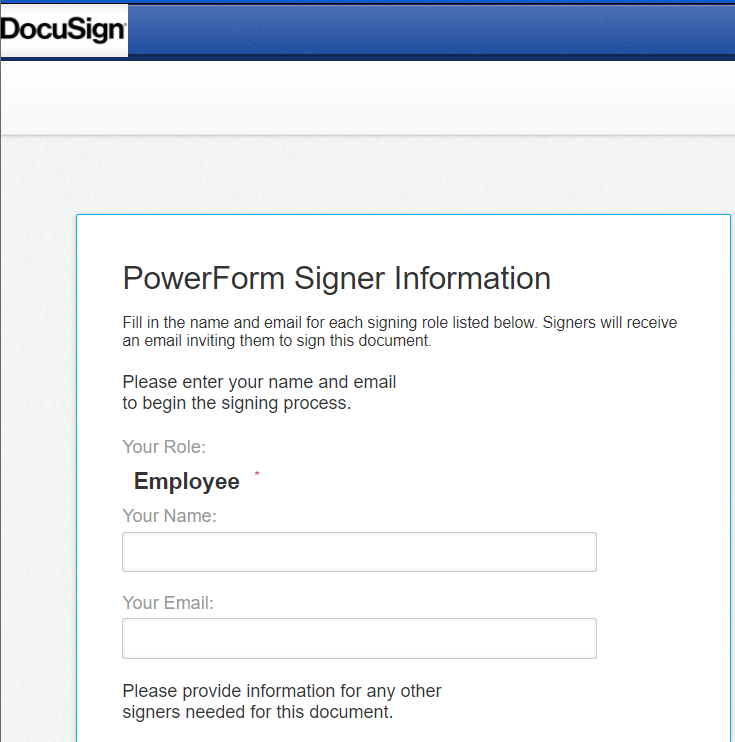 DocuSign
PowerForm Signer Information
Fill in the name and email for each signing role listed below. Signers will receive
an email inviting them to sign this document.
Please enter your name and email
to begin the signing process.
Your Role:
Employee *
Your Name:
Your Email:
Please provide information for any other
signers needed for this document.